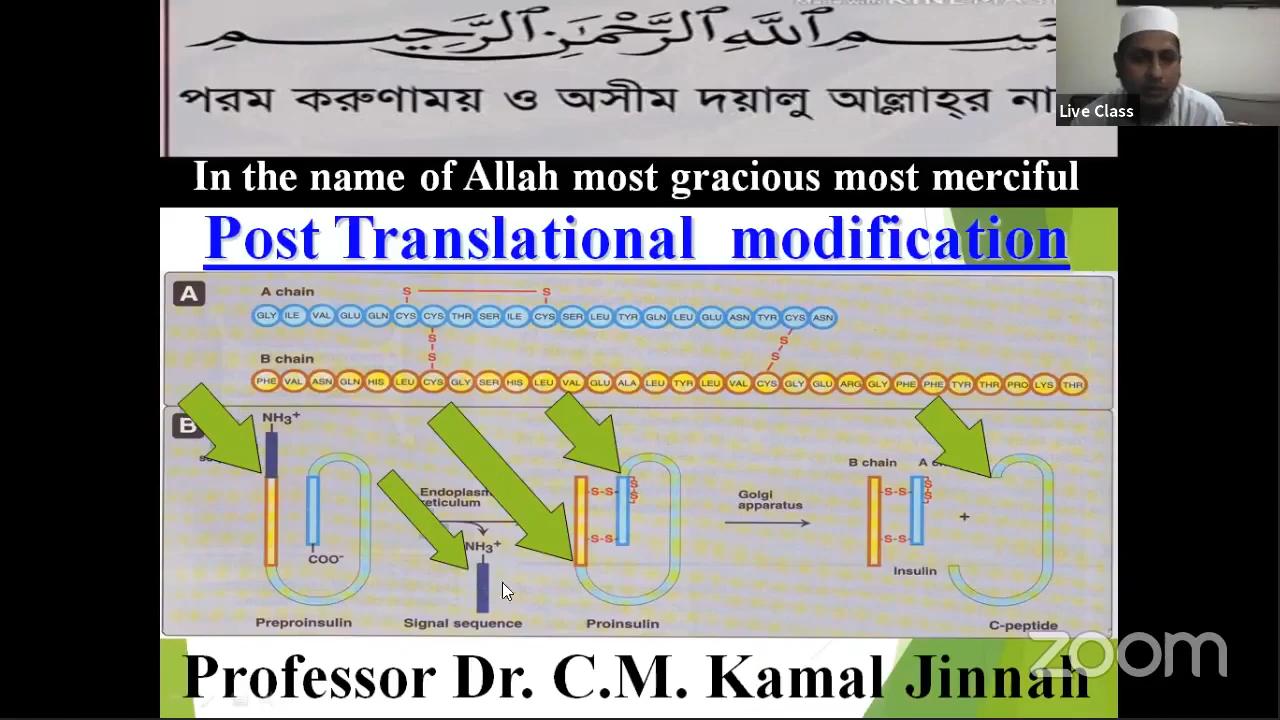 بِسْمِ ٱللَّهِ ٱلرَّحْمَـٰنِ ٱلرَّحِيمِ
Live Class
পরম করুণাময় ও অসীম দয়ালু আল্লাহ্‌র না
In the name of Allah most gracious most merciful
Post Translational modification
A
A chain
S S
GLY ILE VAL GLU GLN CYS CYS THR SER ILE CYS SER LEU TYR GLN LEU GLU ASN TYR CYS ASN
S S
S S
B chain
PHE VAL ASN GLN HIS LEU CYS GLY SER HIS LEU VAL GLU ALA LEU TYR LEU VAL CYS GLY GLU ARG GLY PHE PHE TYR THR PRO LYS THR
B
NH3+
B chain
S-S
S
S
S-S
S
S
Endoplasm
reticulum
Golgi
apparatus
+
NH3+
S-S
S-S
COO-
Insulin
Preproinsulin
Signal sequence
Proinsulin
C-peptide
zoom
Professor Dr. C.M. Kamal Jinnah